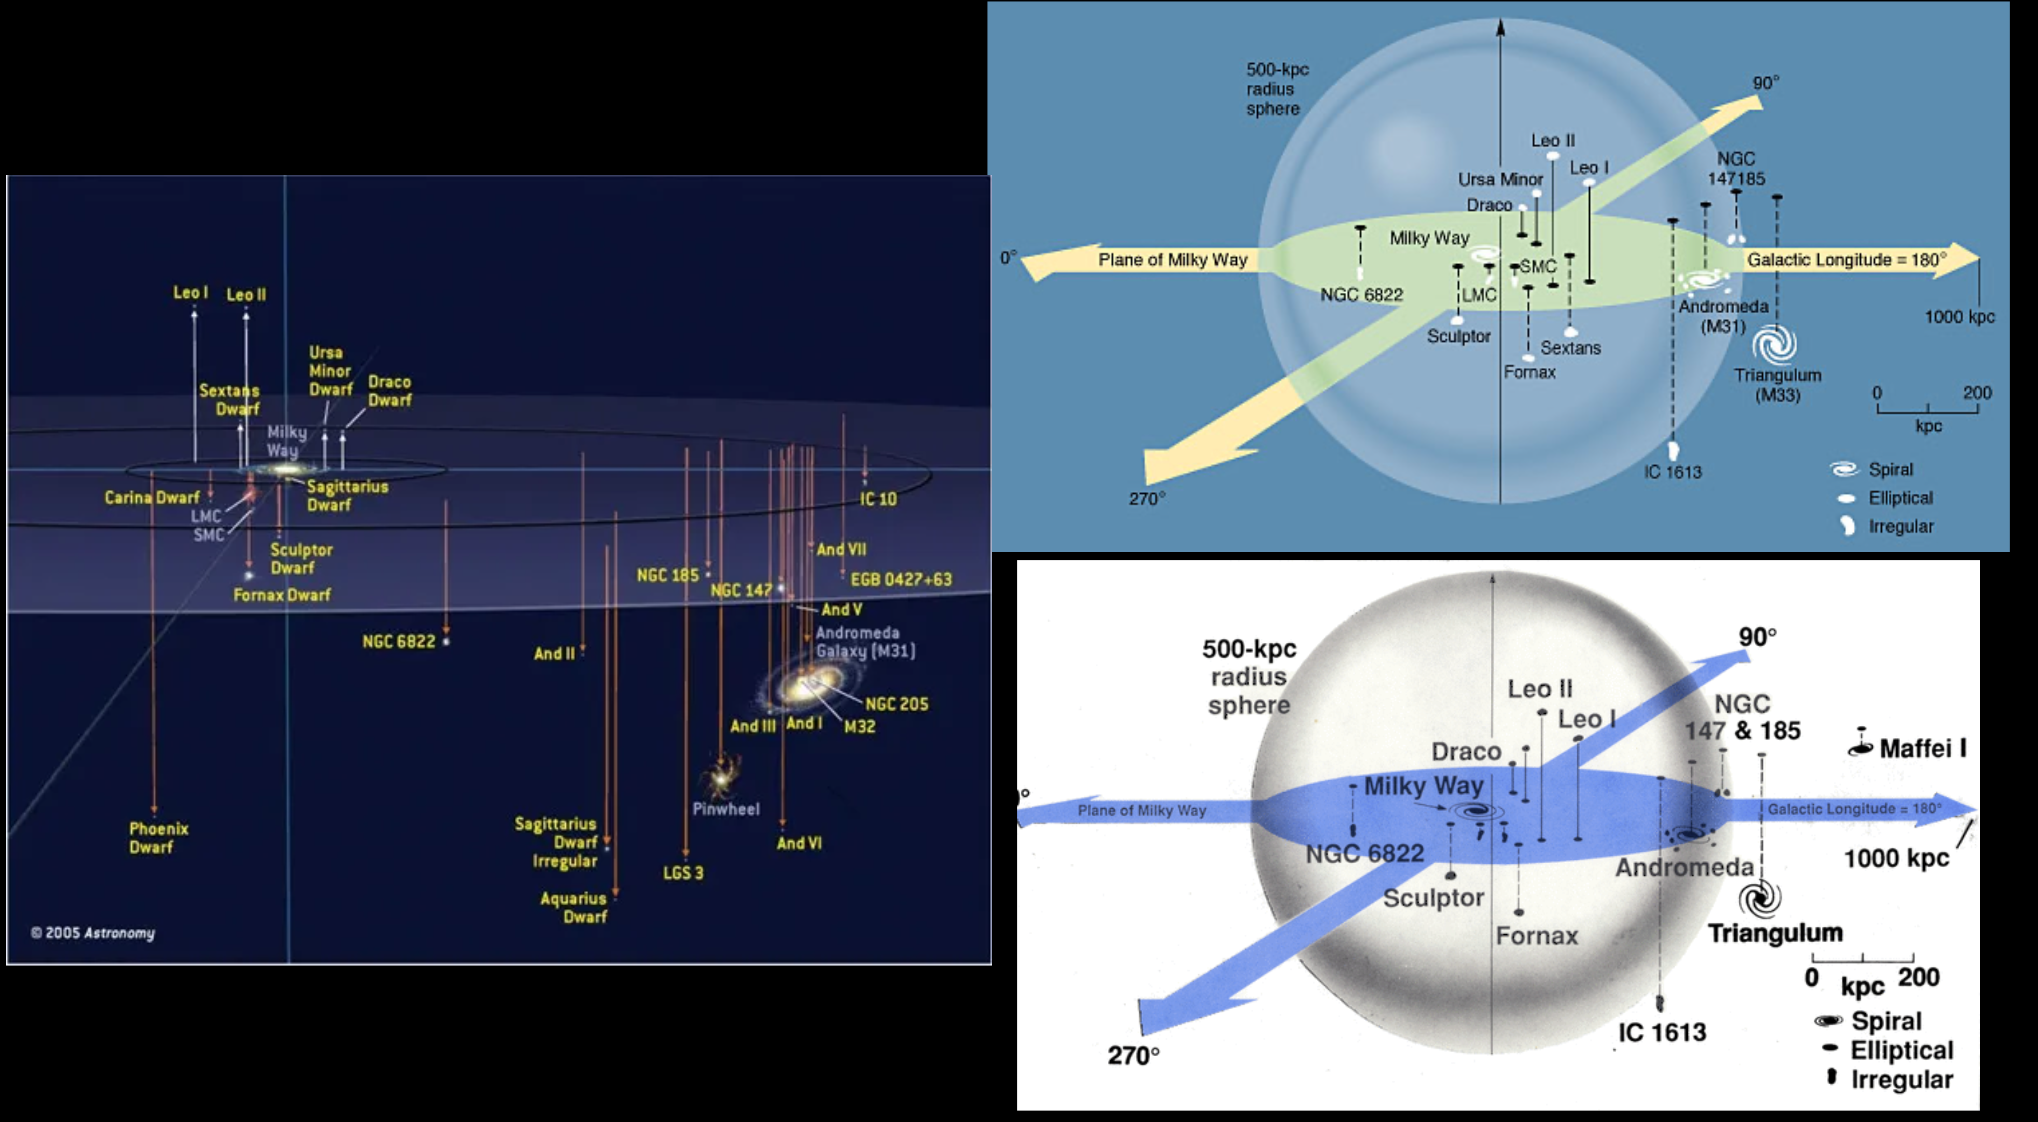 Leo I
Leo II
Ursa
Minor
Dwarf
Draco
Dwarf
Sextans
Dwarf
Milky
Way
Carina Dwarf
LMC
SMC
Sagittarius
Dwarf
Sculptor
Dwarf
Fornax Dwarf
IC 10
And VII
NGC 185
NGC 147
EGB 0427+63
And V
NGC 6822
And II
Andromeda
Galaxy (M31)
NGC 205
And III
And I
M32
Pinwheel
Phoenix
Dwarf
Sagittarius
Dwarf
Irregular
And VI
LGS 3
Aquarius
Dwarf
© 2005 Astronomy
500-kpc
radius
sphere
90°
Leo II
Leo I
NGC
147185
Ursa Minor
Draco
Milky Way
0°
Plane of Milky Way
SMC
Galactic Longitude = 180°
NGC 6822
LMC
Andromeda
(M31)
1000 kpc
Sculptor
Sextans
Fornax
Triangulum
(M33)
0 200
kpc
IC 1613
270°
Spiral
Elliptical
Irregular
500-kpc
radius
sphere
90°
Leo II
Leo I
NGC
147 & 185
Maffei I
Draco
Milky Way
°
Plane of Milky Way
Galactic Longitude = 180°
NGC 6822
Andromeda
1000 kpc
Sculptor
Fornax
Triangulum
0 200
kpc
IC 1613
270°
Spiral
Elliptical
Irregular